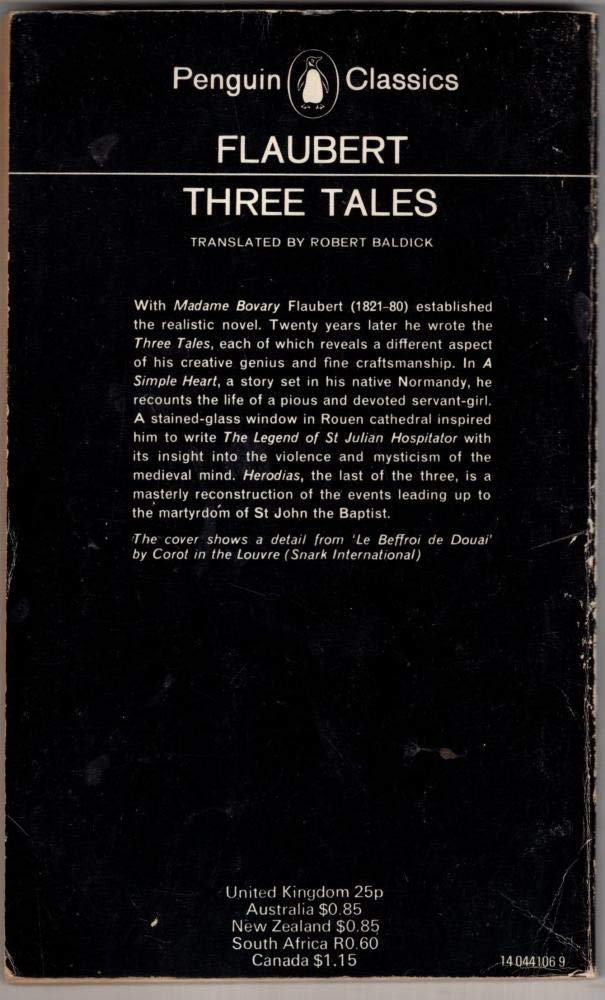 Penguin Classics
FLAUBERT
THREE TALES
TRANSLATED BY ROBERT BALDICK
With Madame Bovary Flaubert (1821-80) established
the realistic novel. Twenty years later he wrote the
Three Tales, each of which reveals a different aspect
of his creative genius and fine craftsmanship. In A
Simple Heart, a story set in his native Normandy, he
recounts the life of a pious and devoted servant-girl.
A stained-glass window in Rouen cathedral inspired
him to write The Legend of St Julian Hospitator with
its insight into the violence and mysticism of the
medieval mind. Herodias, the last of the three, is a
masterly reconstruction of the events leading up to
the martyrdom of St John the Baptist.
The cover shows a detail from 'Le Beffroi de Douai'
by Corot in the Louvre (Snark International)
United Kingdom 25p
Australia $0.85
New Zealand $0.85
South Africa R0.60
Canada $1.15
14 044106 9